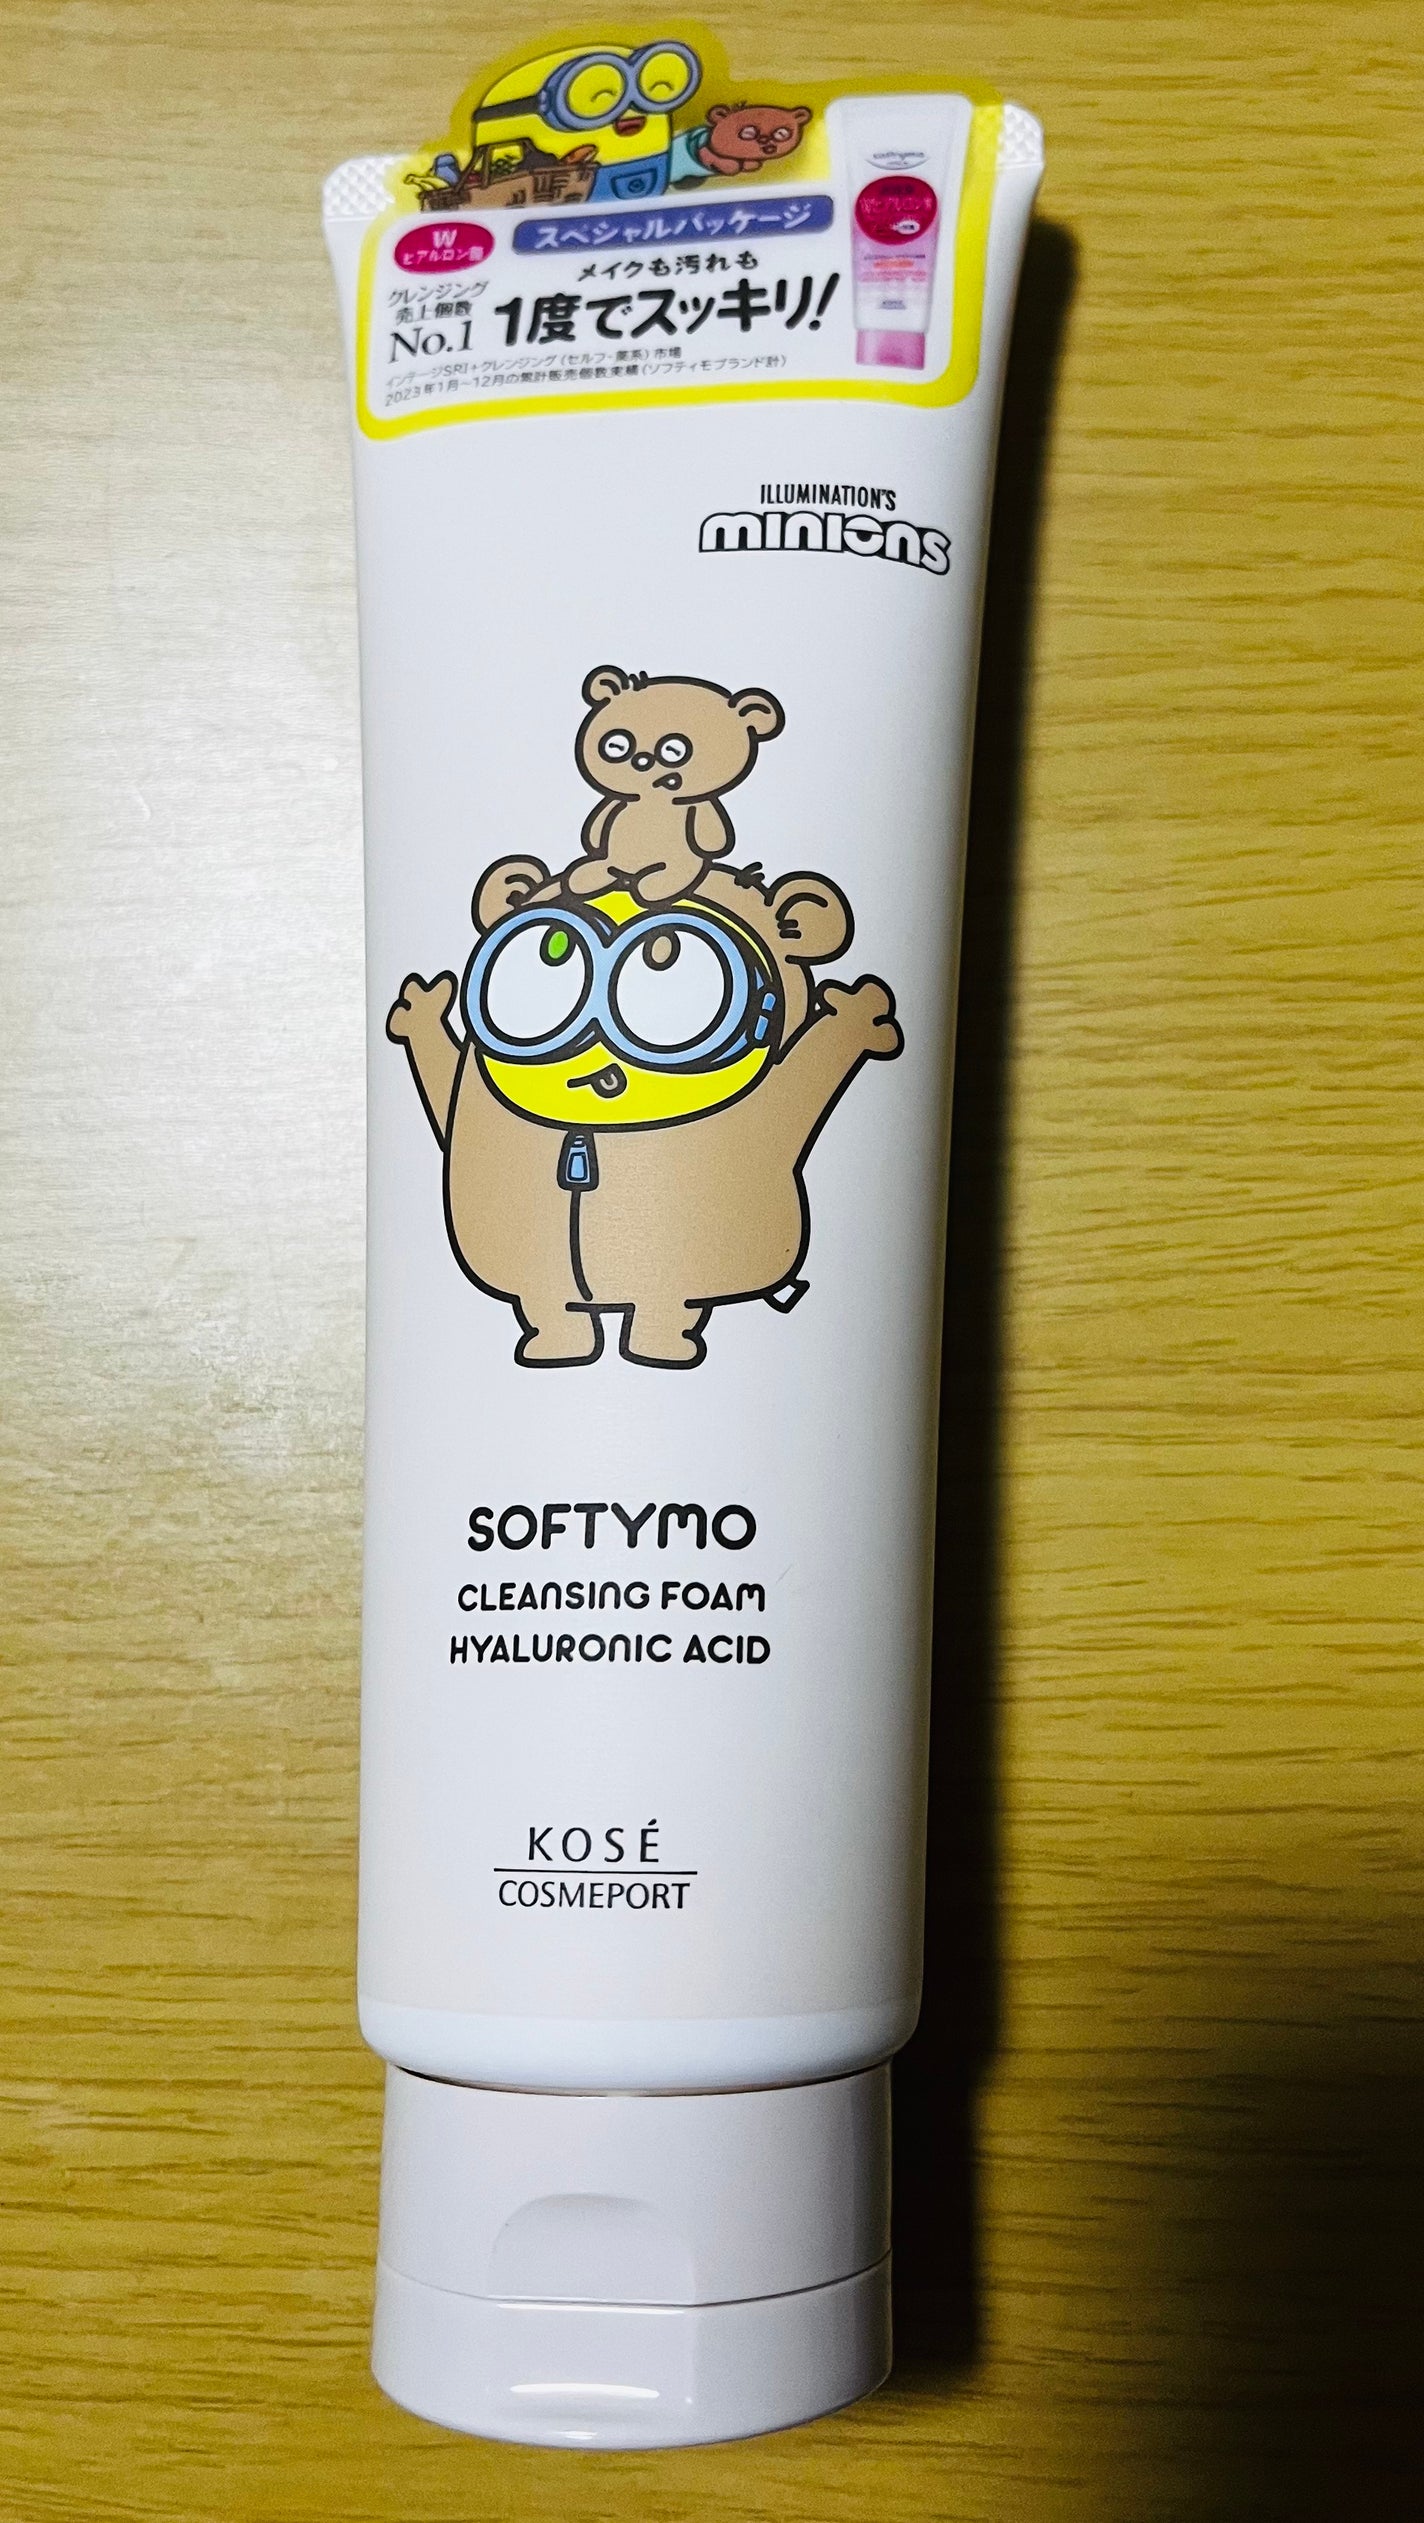 W
ヒアルロン酸
スペシャルパッケージ
メイクも汚れも
1度でスッキリ!
クレンジング
売上個数
No.1
インテージSRI+クレンジング(セルフ-薬系)市場
2023年1月~12月の累計販売個数実績(ソフティモブランド計)
softymo
ILLUMINATION'S
MINIONS
SOFTYMO
CLEANSING FOAM
HYALURONIC ACID
KOSÉ
COSMEPORT